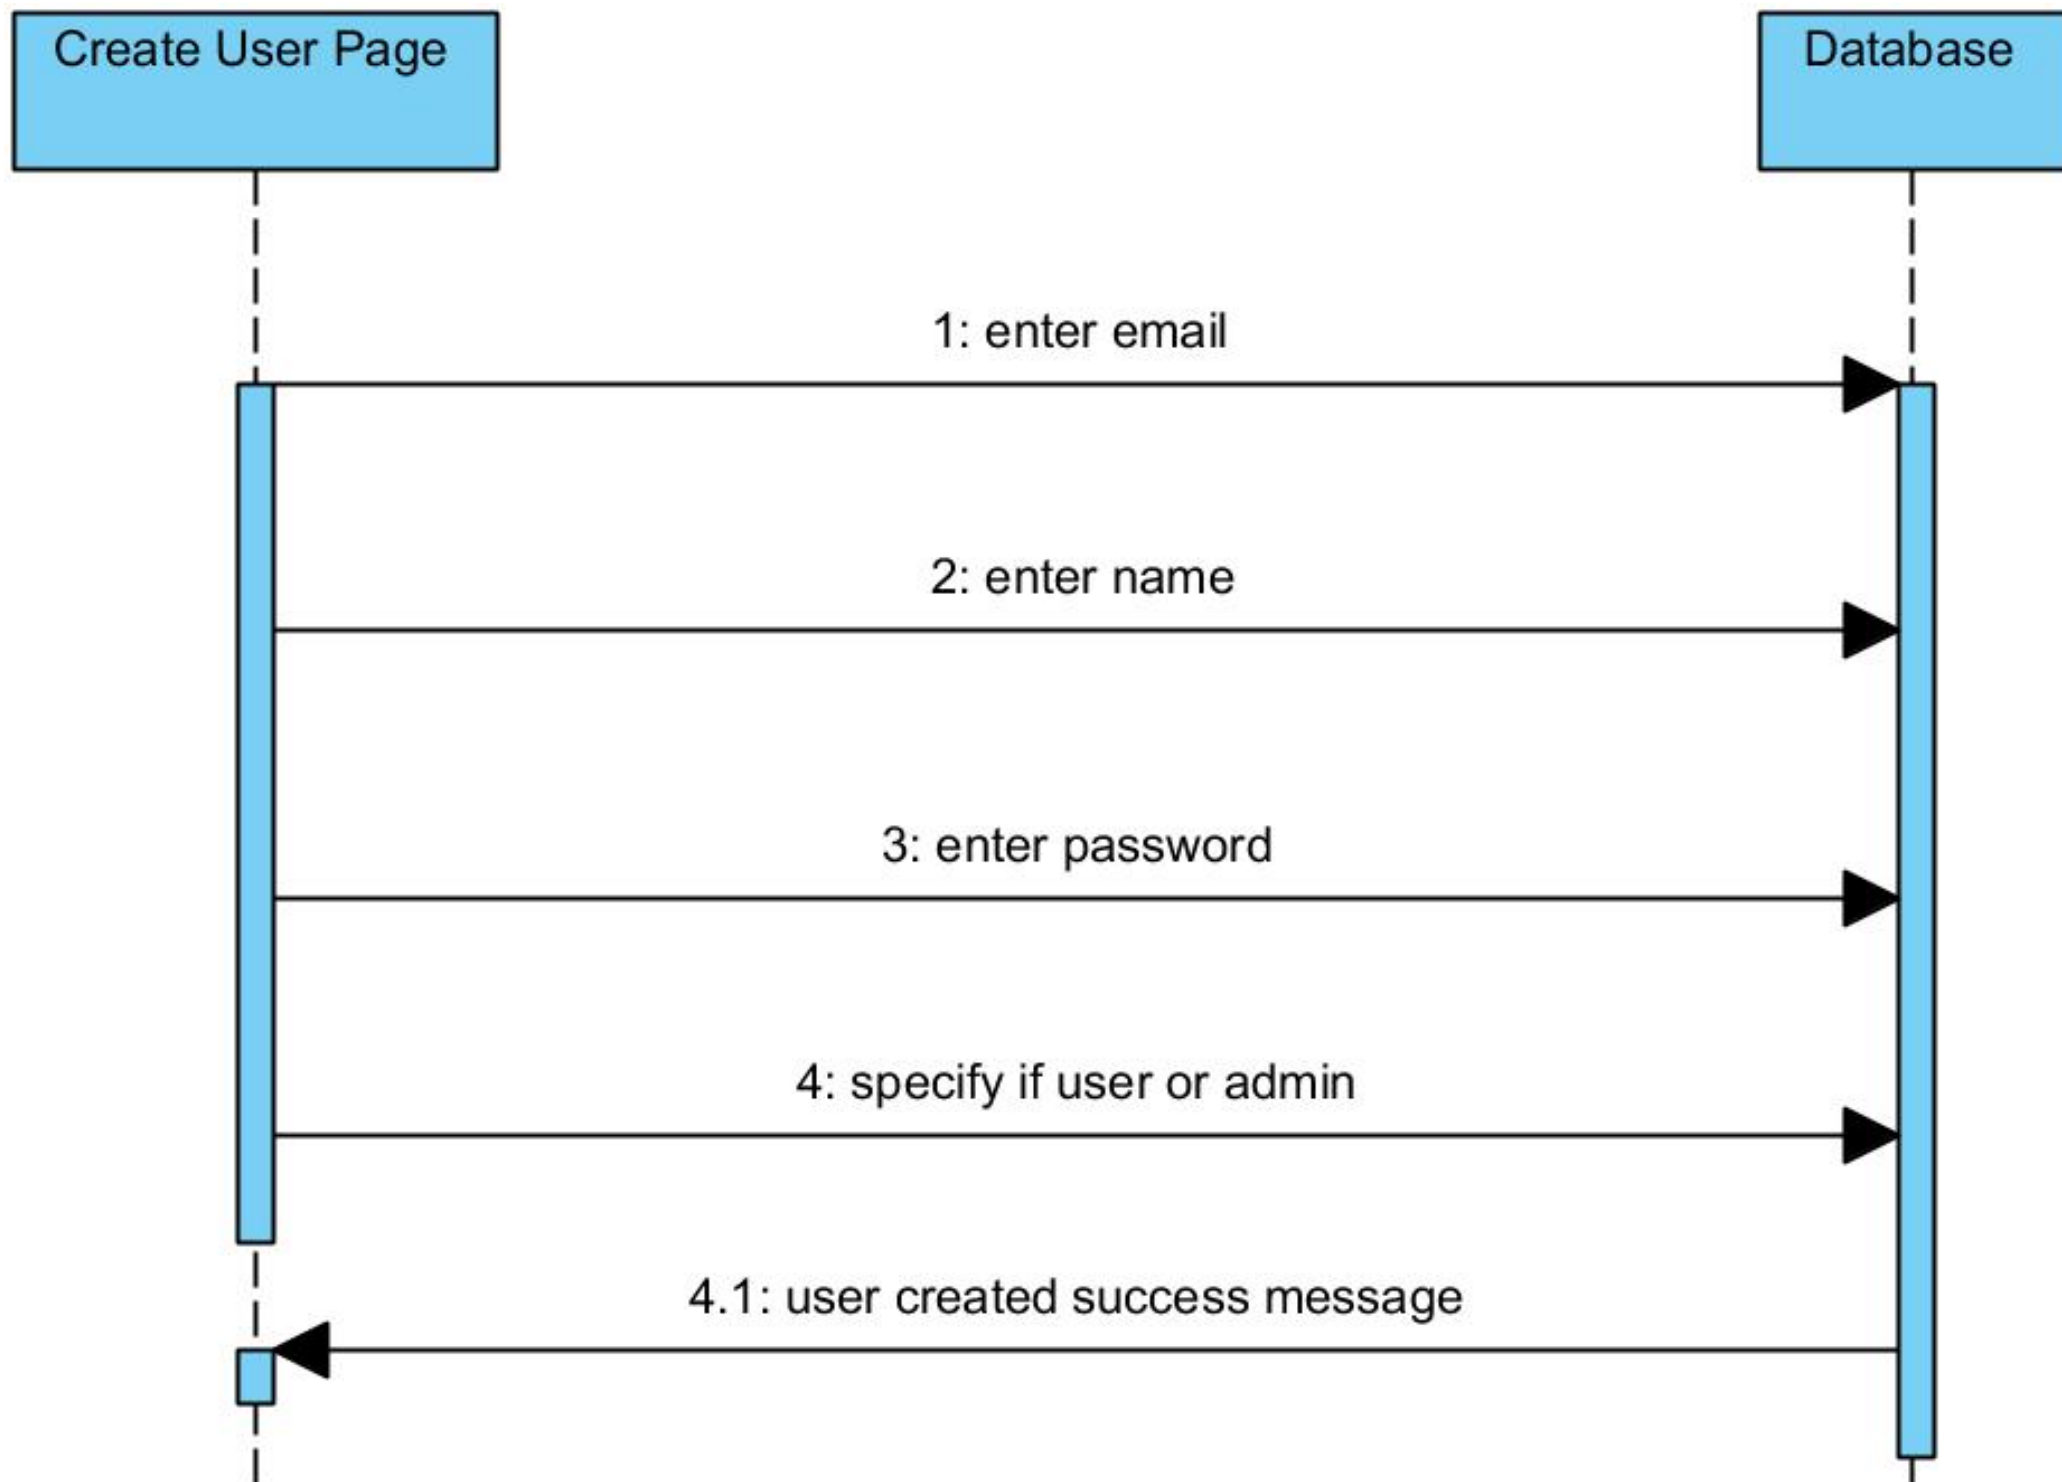 Create User Page
Database
1: enter email
2: enter name
3: enter password
4: specify if user or admin
4.1: user created success message